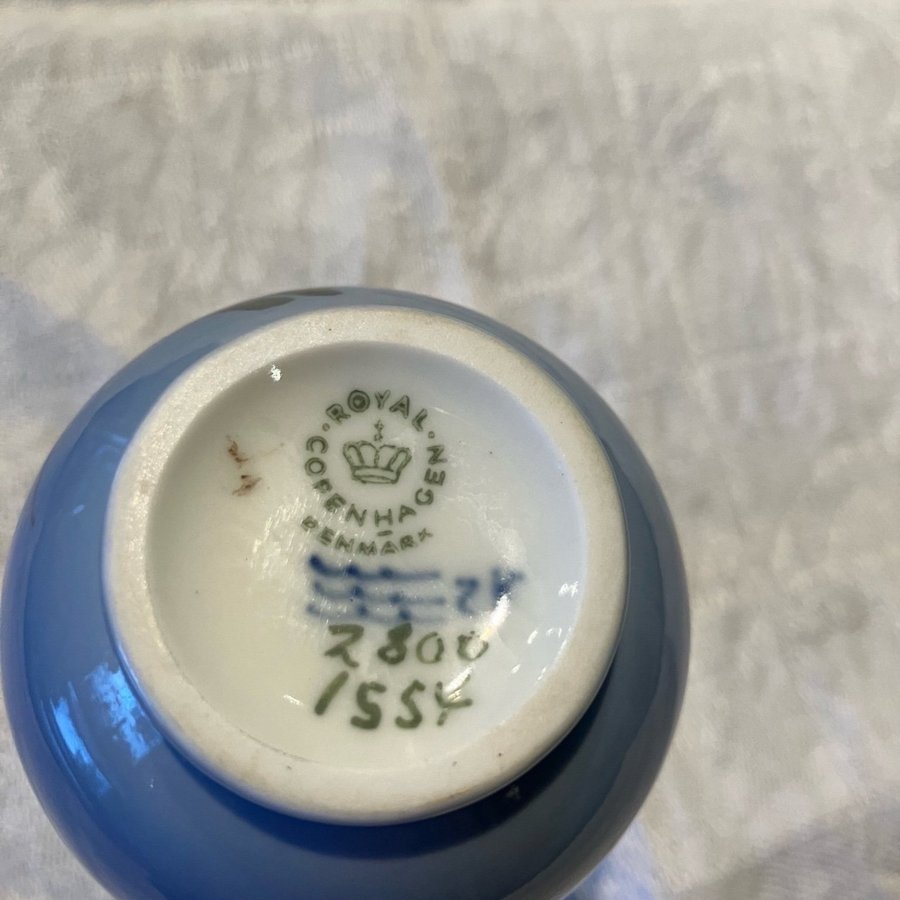 ROYAL
COPENHAGEN
DENMARK
2800
1554